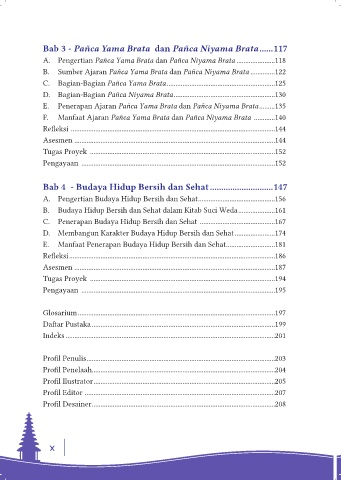 Bab 3 - Pañca Yama Brata dan Pañca Niyama Brata......117
A. Pengertian Pañca Yama Brata dan Pañca Niyama Brata ....................118
B. Sumber Ajaran Pañca Yama Brata dan Pañca Niyama Brata .............122
C. Bagian-Bagian Pañca Yama Brata........................................................125
D. Bagian-Bagian Pañca Niyama Brata.....................................................130
E. Penerapan Ajaran Pañca Yama Brata dan Pañca Niyama Brata........135
F. Manfaat Ajaran Pañca Yama Brata dan Pañca Niyama Brata ...........140
Refleksi ..........................................................................................................144
Asesmen ........................................................................................................144
Tugas Proyek ................................................................................................152
Pengayaan .....................................................................................................152
Bab 4 - Budaya Hidup Bersih dan Sehat............................147
A. Pengertian Budaya Hidup Bersih dan Sehat........................................156
B. Budaya Hidup Bersih dan Sehat dalam Kitab Suci Weda...................161
C. Penerapan Budaya Hidup Bersih dan Sehat .......................................167
D. Membangun Karakter Budaya Hidup Bersih dan Sehat.....................174
E. Manfaat Penerapan Budaya Hidup Bersih dan Sehat.........................181
Refleksi...........................................................................................................186
Asesmen ........................................................................................................187
Tugas Proyek ................................................................................................194
Pengayaan .....................................................................................................195
Glosarium.......................................................................................................197
Daftar Pustaka................................................................................................199
Indeks .............................................................................................................201
Profil Penulis..................................................................................................203
Profil Penelaah...............................................................................................204
Profil Ilustrator..............................................................................................205
Profil Editor ...................................................................................................207
Profil Desainer...............................................................................................208
X